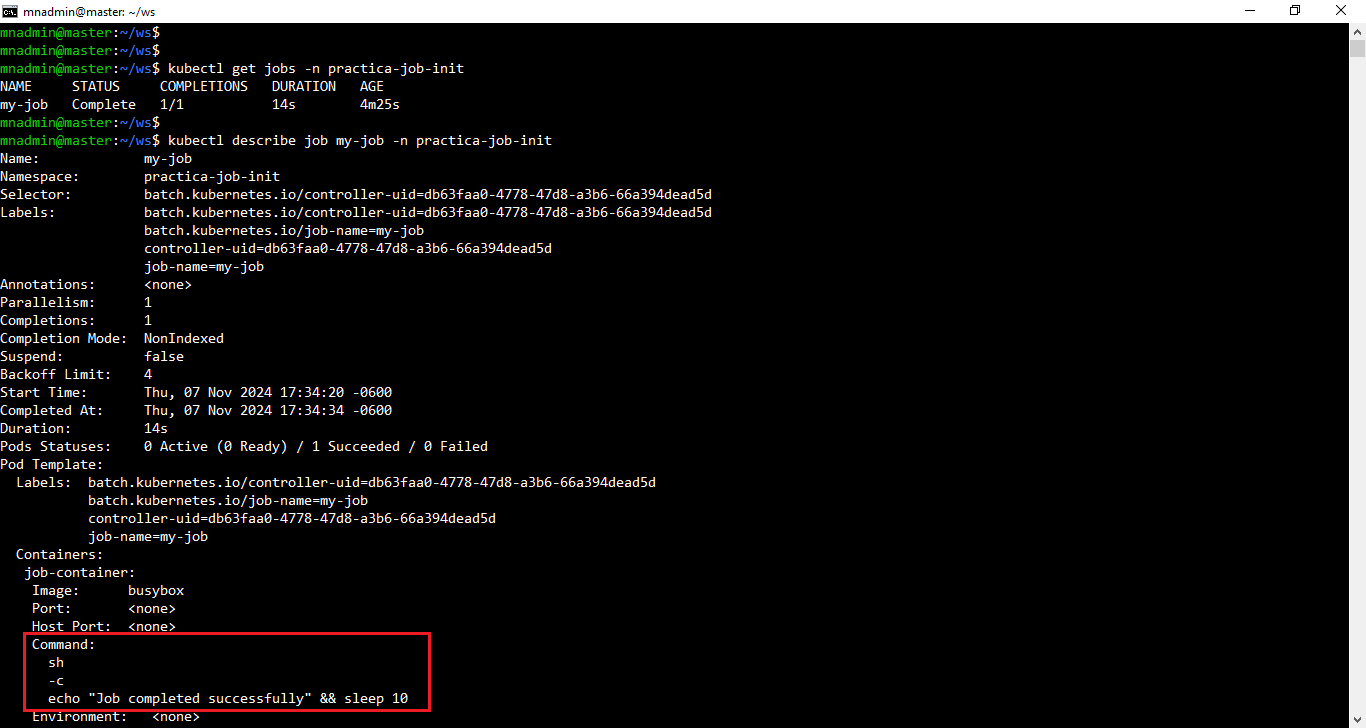 mnadmin@master: ~/ws
mnadmin@master:~/ws$
mnadmin@master:~/ws$
mnadmin@master:~/ws$ kubectl get jobs -n practica-job-init
NAME     STATUS     COMPLETIONS   DURATION   AGE
my-job   Complete   1/1           14s        4m25s
mnadmin@master:~/ws$
mnadmin@master:~/ws$ kubectl describe job my-job -n practica-job-init
Name:             my-job
Namespace:        practica-job-init
Selector:         batch.kubernetes.io/controller-uid=db63faa0-4778-47d8-a3b6-66a394dead5d
Labels:           batch.kubernetes.io/controller-uid=db63faa0-4778-47d8-a3b6-66a394dead5d
                  batch.kubernetes.io/job-name=my-job
                  controller-uid=db63faa0-4778-47d8-a3b6-66a394dead5d
                  job-name=my-job
Annotations:      <none>
Parallelism:      1
Completions:      1
Completion Mode:  NonIndexed
Suspend:          false
Backoff Limit:    4
Start Time:       Thu, 07 Nov 2024 17:34:20 -0600
Completed At:     Thu, 07 Nov 2024 17:34:34 -0600
Duration:         14s
Pods Statuses:    0 Active (0 Ready) / 1 Succeeded / 0 Failed
Pod Template:
  Labels:  batch.kubernetes.io/controller-uid=db63faa0-4778-47d8-a3b6-66a394dead5d
           batch.kubernetes.io/job-name=my-job
           controller-uid=db63faa0-4778-47d8-a3b6-66a394dead5d
           job-name=my-job
  Containers:
   job-container:
    Image:      busybox
    Port:       <none>
    Host Port:  <none>
    Command:
      sh
      -c
      echo "Job completed successfully" && sleep 10
    Environment:   <none>